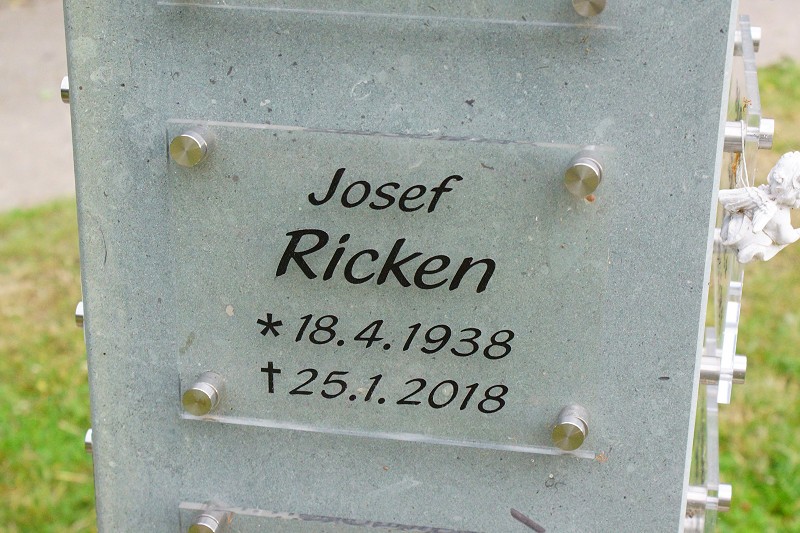 Josef
Ricken
* 18.4.1938
† 25.1.2018